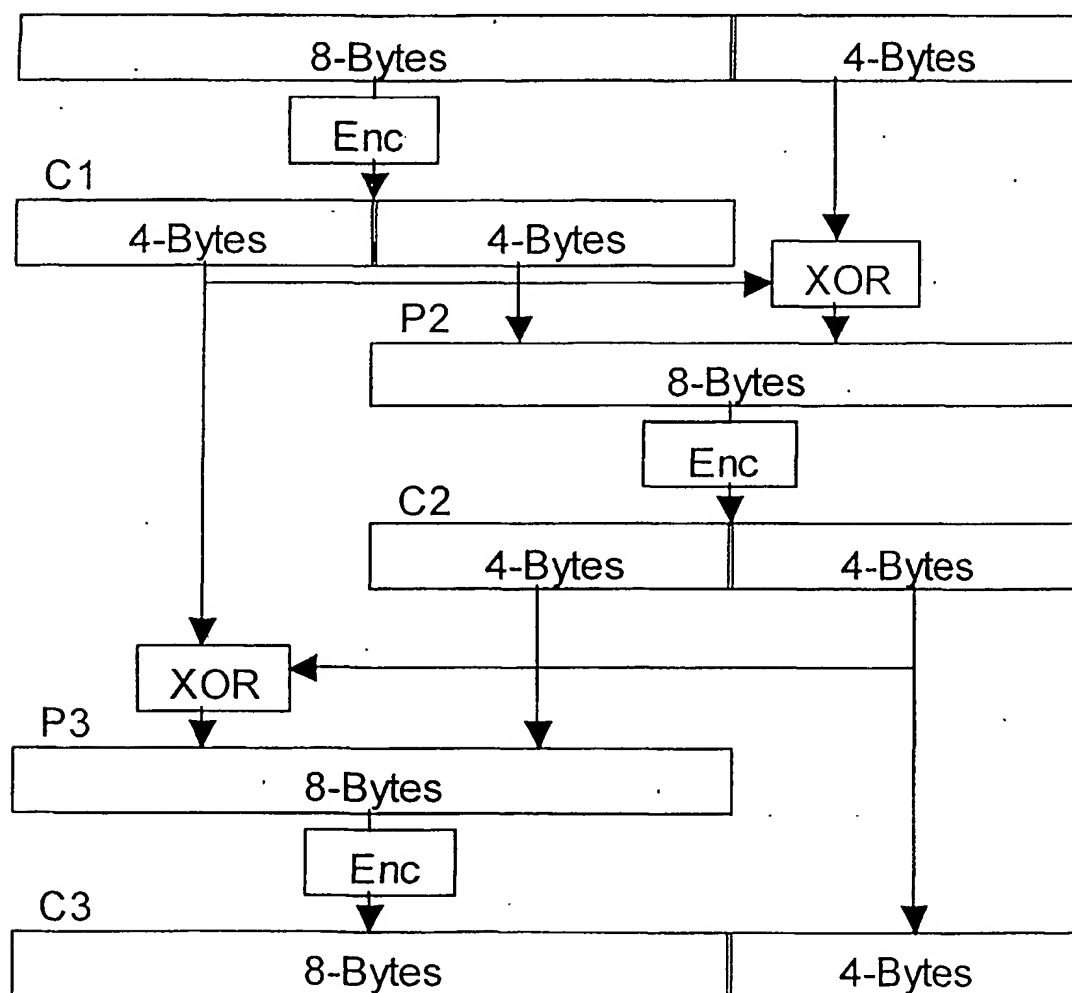 8-Bytes 4-Bytes
Enc
C1
4-Bytes 4-Bytes
XOR
P2
8-Bytes
Enc
C2
4-Bytes 4-Bytes
XOR
P3
8-Bytes
Enc
C3
8-Bytes 4-Bytes